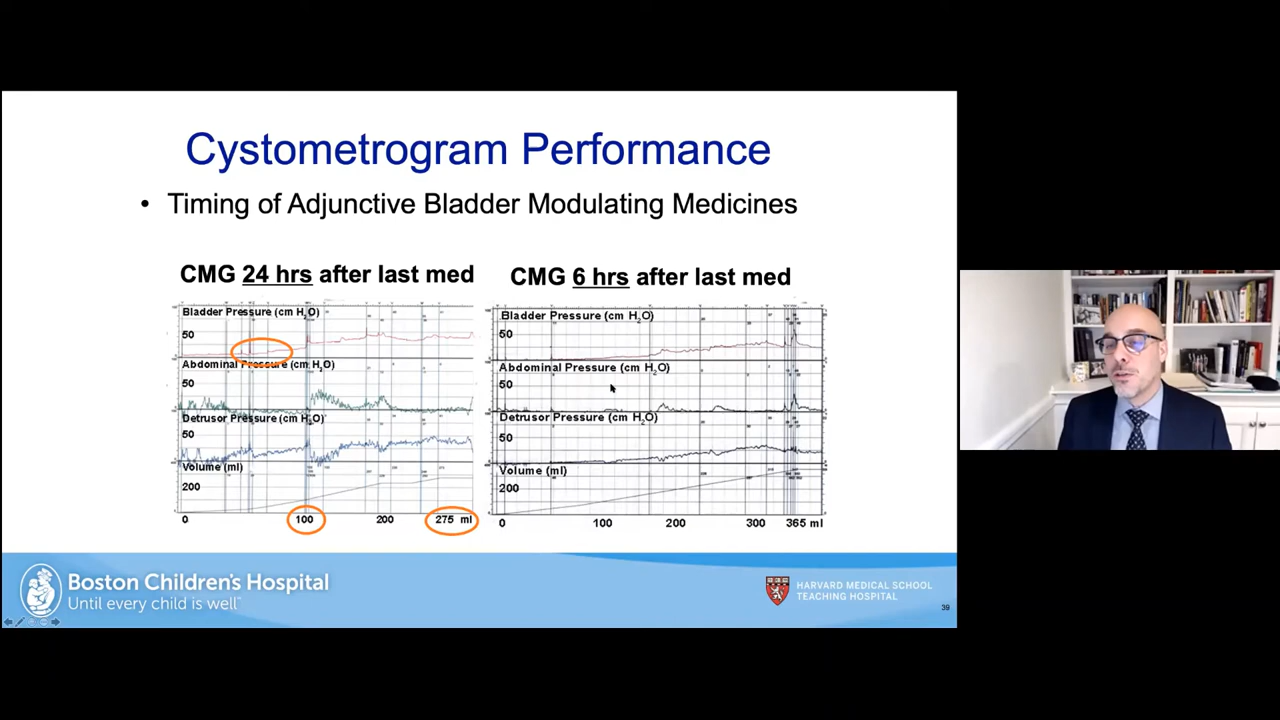 Cystometrogram Performance
• Timing of Adjunctive Bladder Modulating Medicines
CMG 24 hrs after last med
Bladder Pressure (cm H2O)
50
Abdominal Pressure (cm H2O)
50
Detrusor Pressure (cm H2O)
50
Volume (ml)
200
0 100 200 275 ml
CMG 6 hrs after last med
Bladder Pressure (cm H2O)
50
Abdominal Pressure (cm H2O)
50
Detrusor Pressure (cm H2O)
50
Volume (ml)
200
0 100 200 300 365 ml
Boston Children's Hospital
Until every child is well™
HARVARD MEDICAL SCHOOL
TEACHING HOSPITAL
39